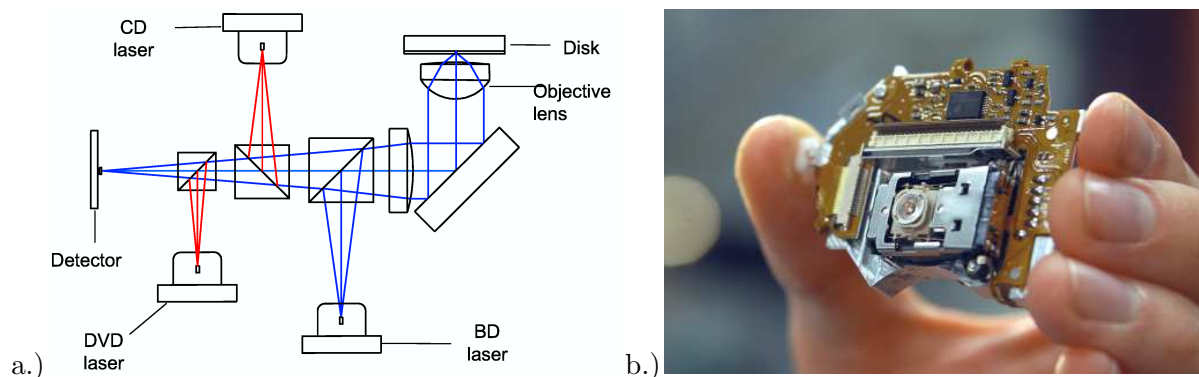 CD
laser
Disk
Objective
lens
Detector
DVD
laser
BD
laser
a.)
b.)